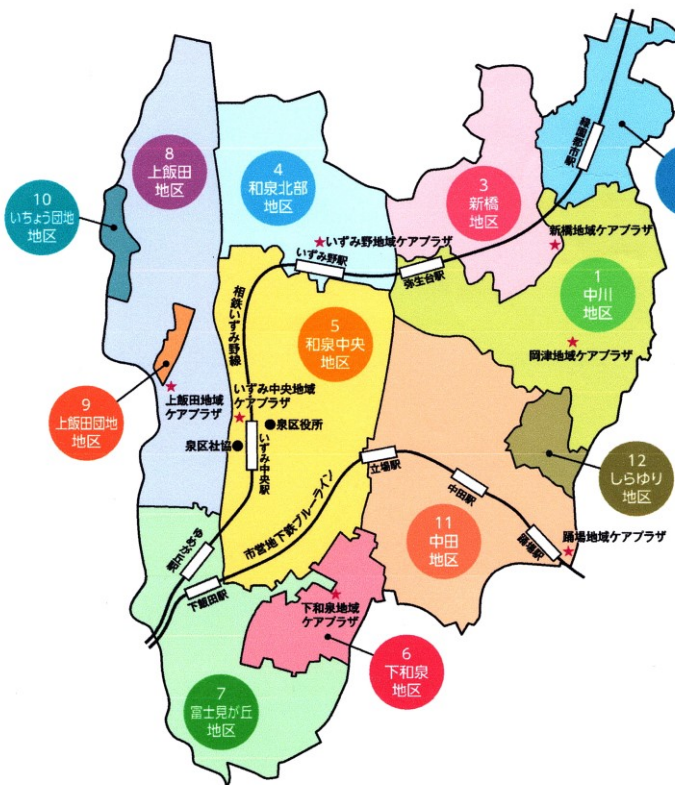 緑園都市駅
8
上飯田
地区
4
和泉北部
地区
3
新橋
地区
10
いちょう団地
地区
★いずみ野地域ケアプラザ
いずみ野駅
弥生台駅
新橋地域ケアプラザ
★
1
中川
地区
相鉄いずみ野線
5
和泉中央
地区
★
岡津地域ケアプラザ
9
上飯田団地
地区
★
上飯田地域
ケアプラザ
いずみ中央地域
ケアプラザ
★
●泉区役所
泉区社協●
いずみ中央駅
立場駅
中田駅
踊場駅
12
しらゆり
地区
11
中田
地区
踊場地域ケアプラザ
★
市営地下鉄ブルーライン
ゆめが丘駅
下飯田駅
★
下和泉地域
ケアプラザ
6
下和泉
地区
7
富士見が丘
地区